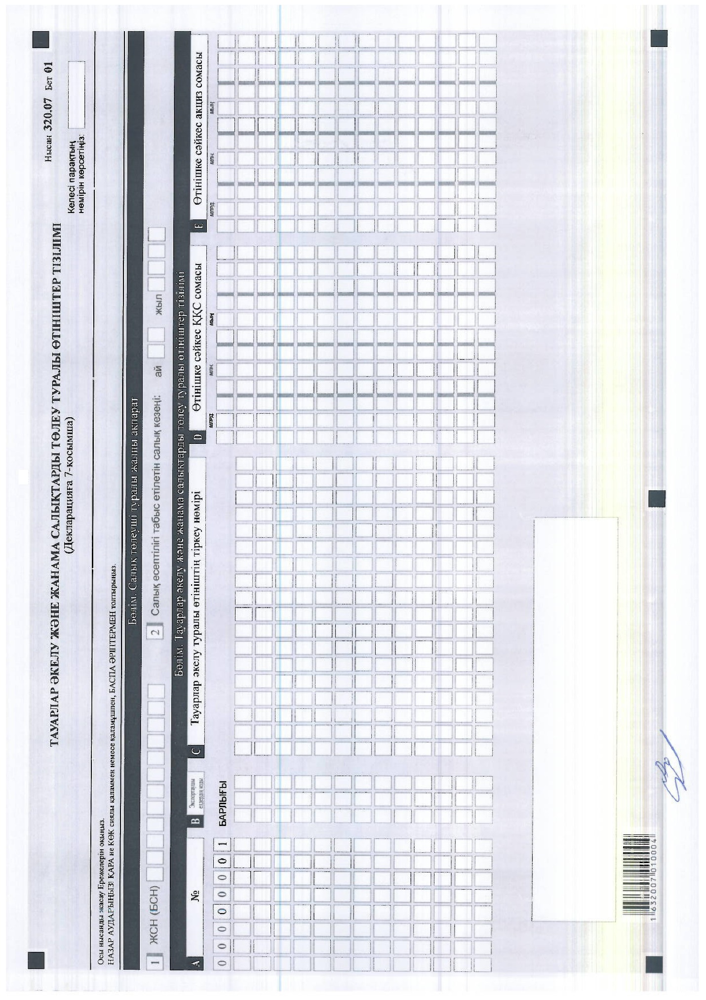 Нысан 320.07 Бет 01
ТАУАРЛАР ӘКЕЛУ ЖӘНЕ ЖАНАМА САЛЫҚТАРДЫ ТӨЛЕУ ТУРАЛЫ ӨТІНІШТЕР ТІЗІЛІМІ
(Декларацияға 7-қосымша)
Келесі парақтың
нөмірін көрсетіңіз:
Осы нысанды жасау Ережелерін оқыңыз.
НАЗАР АУДАРЫҢЫЗ! ҚАРА не КӨК сиялы қаламмен немесе қаламұшпен, БАСПА ӘРІПТЕРМЕН толтырыңыз.
Бөлім. Салық төлеуші туралы жалпы ақпарат
1 ЖСН (БСН) 2 Салық есептілігі табыс етілетін салық кезеңі: ай жыл
Бөлім. Тауарлар әкелу және жанама салықтарды төлеу туралы өтініштер тізілімі
A № B Экспорттаушы елдердің коды C Тауарлар әкелу туралы өтініштің тіркеу нөмірі D Өтінішке сәйкес ҚҚС сомасы E Өтінішке сәйкес акциз сомасы
млрд. млн. мың млрд. млн. мың
0 0 0 0 0 0 0 1 БАРЛЫҒЫ
1 632007 010004